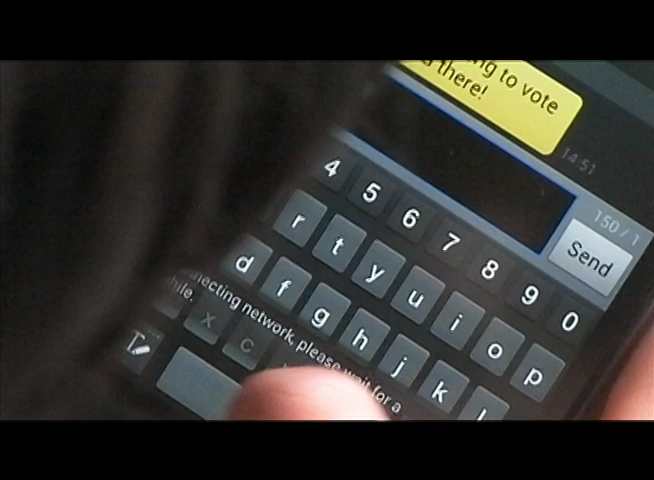 ng to vote
there!
14:51
150 / 1
Send
4 5 6 7 8 9 0
r t y u i o p
d f g h j k l
x c
necting network, please wait for a
while.
T